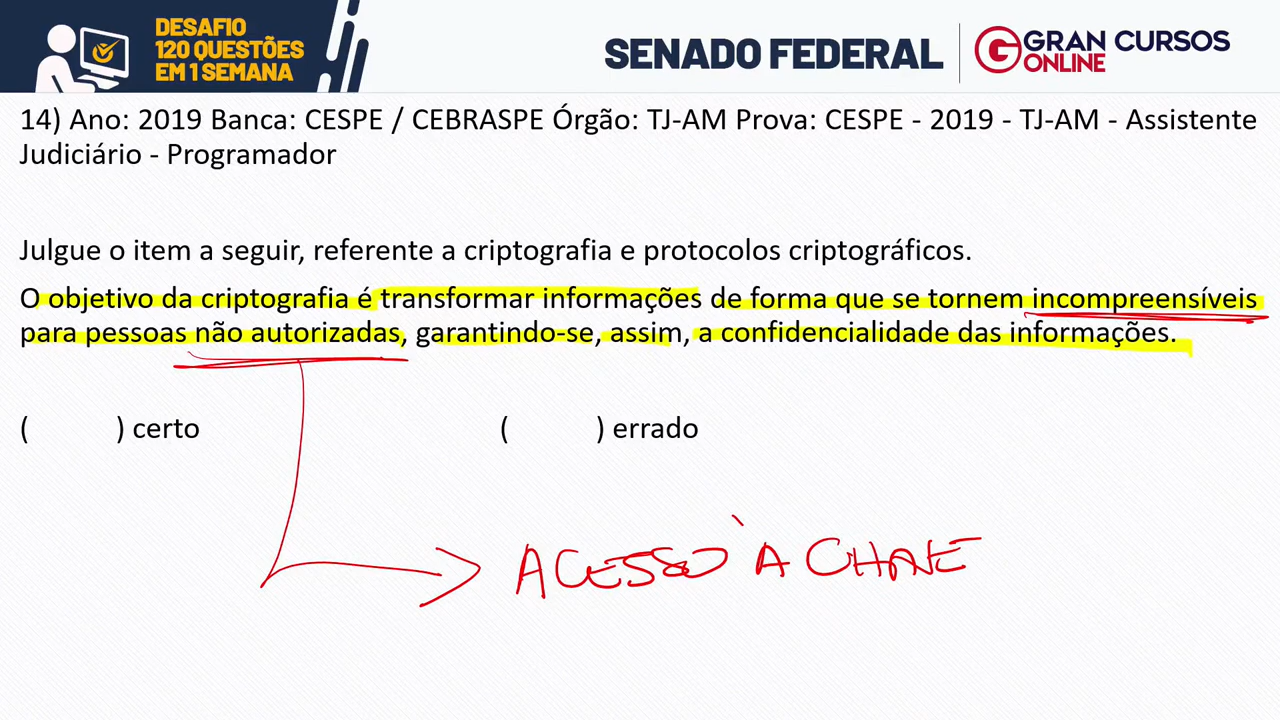 DESAFIO
120 QUESTÕES
EM 1 SEMANA
SENADO FEDERAL
GRAN CURSOS
ONLINE
14) Ano: 2019 Banca: CESPE / CEBRASPE Órgão: TJ-AM Prova: CESPE - 2019 - TJ-AM - Assistente
Judiciário - Programador
Julgue o item a seguir, referente a criptografia e protocolos criptográficos.
O objetivo da criptografia é transformar informações de forma que se tornem incompreensíveis
para pessoas não autorizadas, garantindo-se, assim, a confidencialidade das informações.
( ) certo ( ) errado
ACESSO À CHAVE